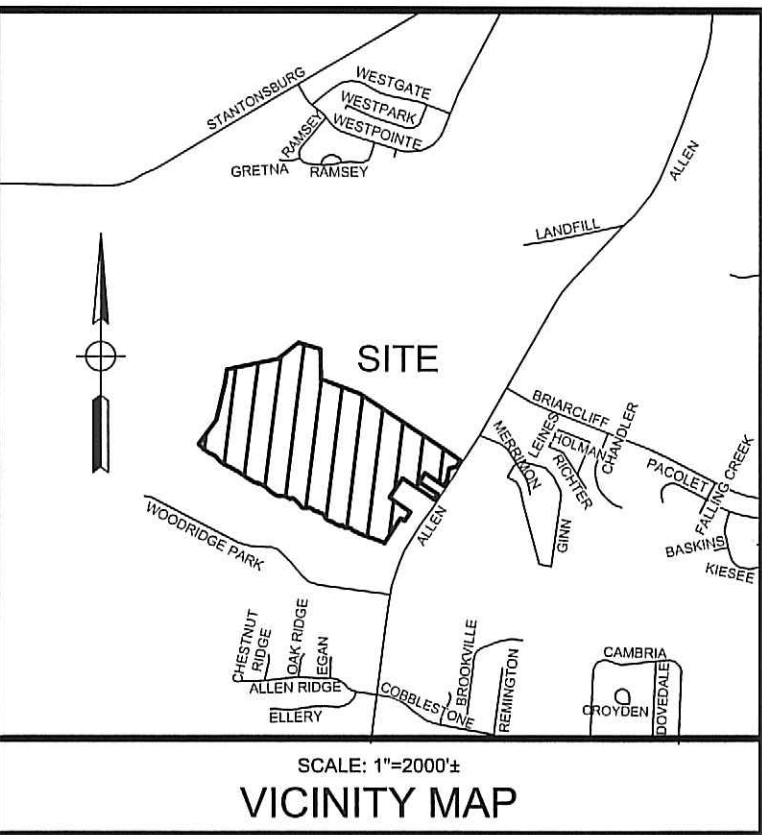 STANTONSBURG
WESTGATE
WESTPARK
WESTPOINTE
RAMSEY
GRETNA
RAMSEY
ALLEN
LANDFILL
SITE
BRIARCLIFF
LEINES
HOLMAN
CHANDLER
MERRIMON
RICHTER
PACOLET
FALLING CREEK
GINN
BASKINS
KIESEE
ALLEN
WOODRIDGE PARK
CHESTNUT
RIDGE
OAK RIDGE
EGAN
ALLEN RIDGE
ELLERY
COBBLESTONE
BROOKVILLE
REMINGTON
CAMBRIA
CROYDEN
DOVEDALE
SCALE: 1"=2000'±
VICINITY MAP